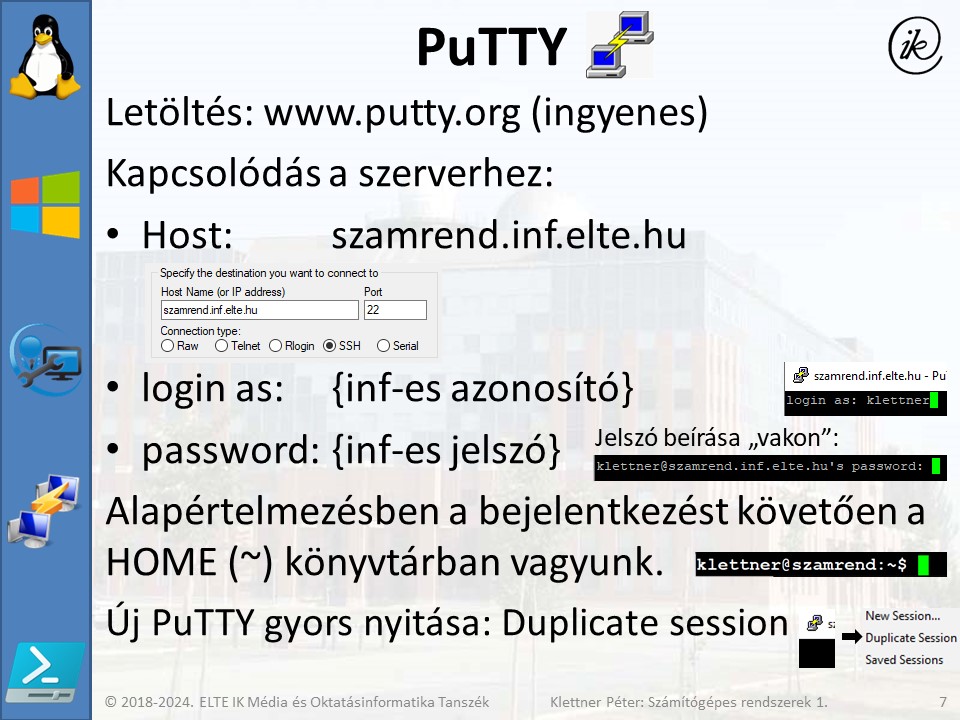 PuTTY
ik
Letöltés: www.putty.org (ingyenes)
Kapcsolódás a szerverhez:
• Host: szamrend.inf.elte.hu
Specify the destination you want to connect to
Host Name (or IP address) Port
szamrend.inf.elte.hu 22
Connection type:
Raw Telnet Rlogin SSH Serial
• login as: {inf-es azonosító}
szamrend.inf.elte.hu - Pu
login as: klettner
• password: {inf-es jelszó}
Jelszó beírása „vakon”:
klettner@szamrend.inf.elte.hu's password:
Alapértelmezésben a bejelentkezést követően a
HOME (~) könyvtárban vagyunk.
klettner@szamrend:~$
Új PuTTY gyors nyitása: Duplicate session
New Session...
Duplicate Session
Saved Sessions
© 2018-2024. ELTE IK Média és Oktatásinformatika Tanszék Klettner Péter: Számítógépes rendszerek 1. 7